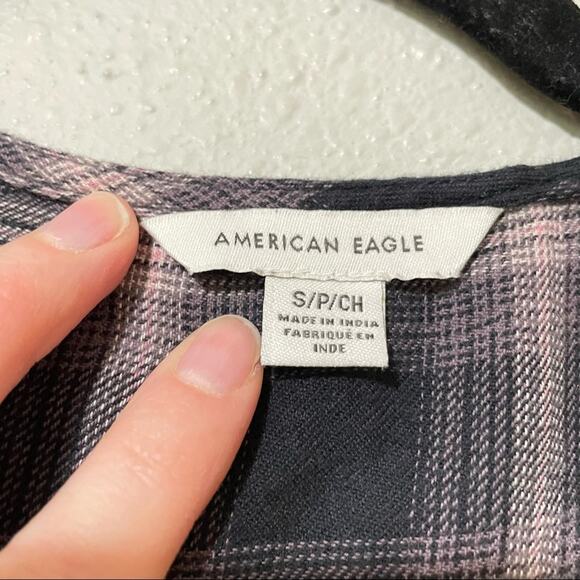 AMERICAN EAGLE
S/P/CH
MADE IN INDIA
FABRIQUÉ EN
INDE